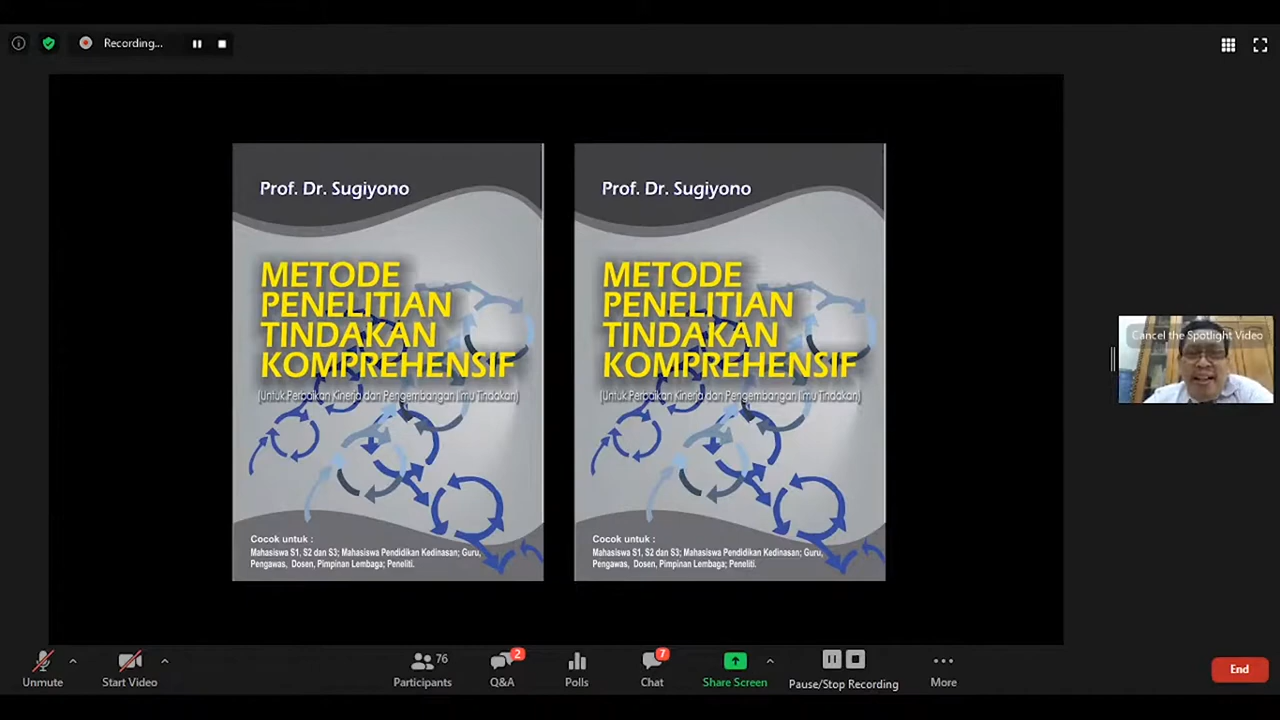 Recording...
Prof. Dr. Sugiyono
METODE
PENELITIAN
TINDAKAN
KOMPREHENSIF
(Untuk Perbaikan Kinerja dan Pengembangan Ilmu Tindakan)
Cocok untuk :
Mahasiswa S1, S2 dan S3; Mahasiswa Pendidikan Kedinasan; Guru,
Pengawas, Dosen, Pimpinan Lembaga; Peneliti.
Prof. Dr. Sugiyono
METODE
PENELITIAN
TINDAKAN
KOMPREHENSIF
(Untuk Perbaikan Kinerja dan Pengembangan Ilmu Tindakan)
Cocok untuk :
Mahasiswa S1, S2 dan S3; Mahasiswa Pendidikan Kedinasan; Guru,
Pengawas, Dosen, Pimpinan Lembaga; Peneliti.
Cancel the Spotlight Video
Unmute
Start Video
76
Participants
2
Q&A
Polls
7
Chat
Share Screen
Pause/Stop Recording
More
End